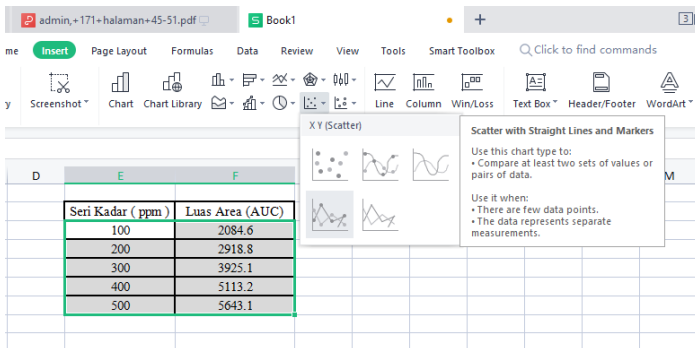 admin,+171+halaman+45-51.pdf
Book1
3
me Insert Page Layout Formulas Data Review View Tools Smart Toolbox Click to find commands
y Screenshot Chart Chart Library Line Column Win/Loss Text Box Header/Footer WordArt
X Y (Scatter)
Scatter with Straight Lines and Markers
Use this chart type to:
• Compare at least two sets of values or
pairs of data.
Use it when:
• There are few data points.
• The data represents separate
measurements.
D E F M
Seri Kadar ( ppm ) Luas Area (AUC)
100 2084.6
200 2918.8
300 3925.1
400 5113.2
500 5643.1